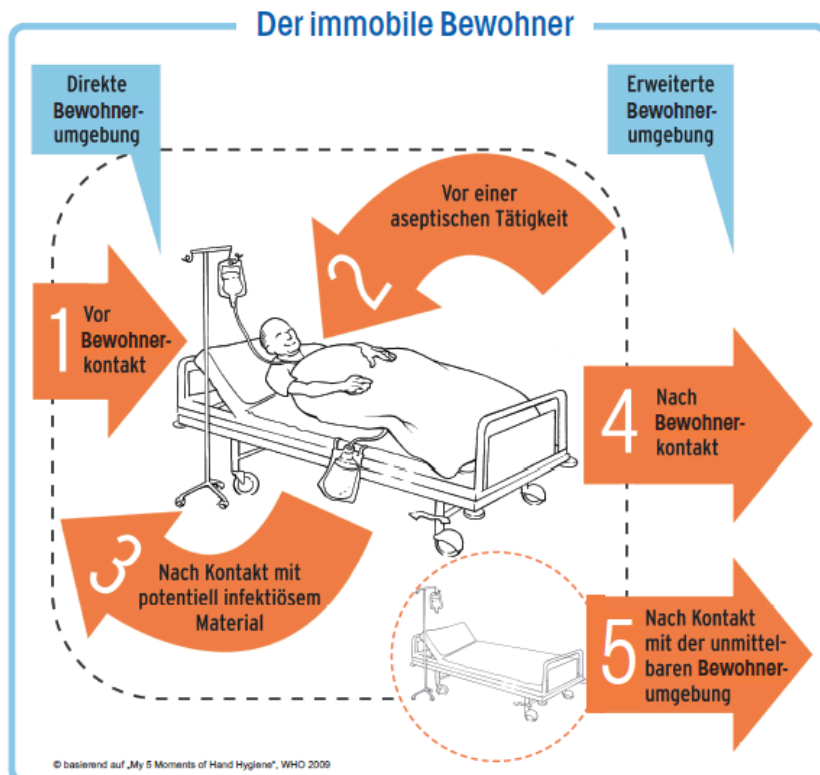 Der immobile Bewohner
Direkte
Bewohner-
umgebung
Erweiterte
Bewohner-
umgebung
1
Vor
Bewohner-
kontakt
2
Vor einer
aseptischen Tätigkeit
3
Nach Kontakt mit
potentiell infektiösem
Material
4
Nach
Bewohner-
kontakt
5
Nach Kontakt
mit der unmittel-
baren Bewohner-
umgebung
© basierend auf „My 5 Moments of Hand Hygiene“, WHO 2009